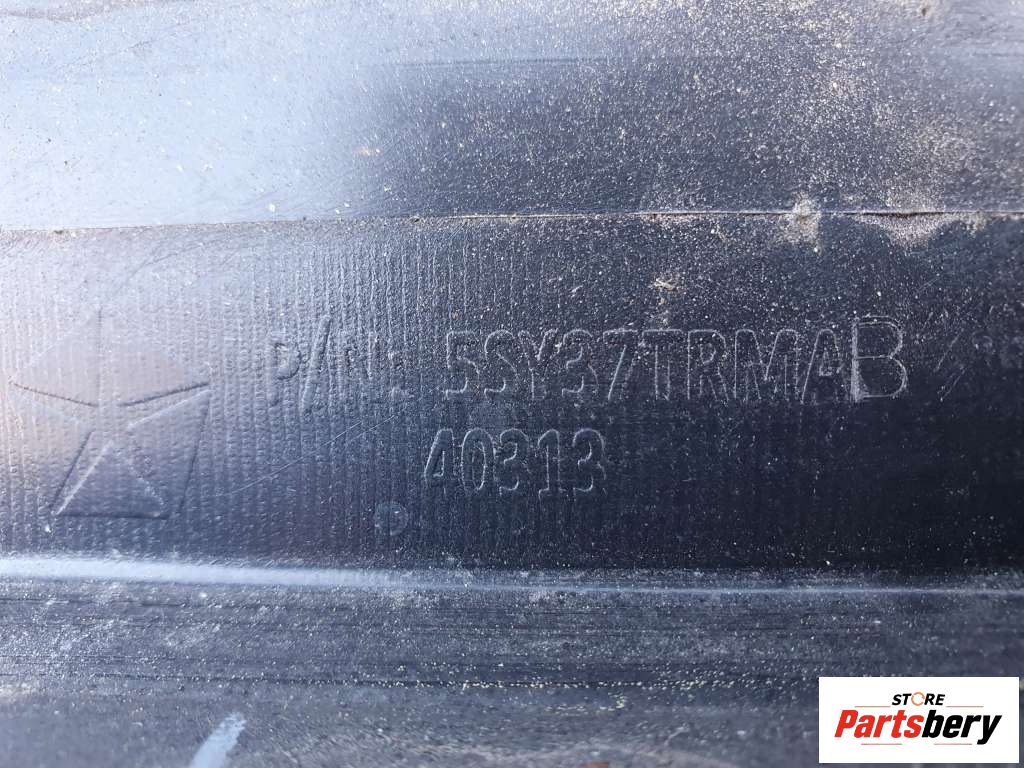 P/N: 5SY37TRMAB
40313
STORE
Partsbery